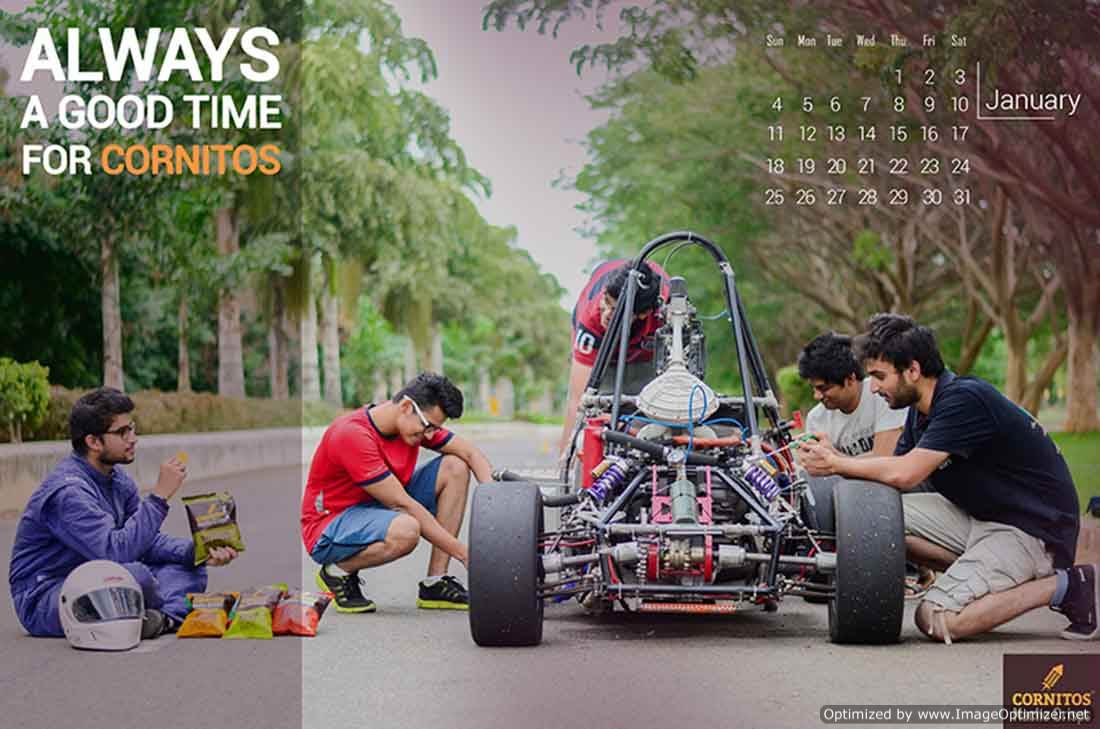 ALWAYS
A GOOD TIME
FOR CORNITOS
Sun Mon Tue Wed Thu Fri Sat
1 2 3
4 5 6 7 8 9 10
11 12 13 14 15 16 17
18 19 20 21 22 23 24
25 26 27 28 29 30 31
January
10
CORNITOS
Optimized by www.ImageOptimizer.net